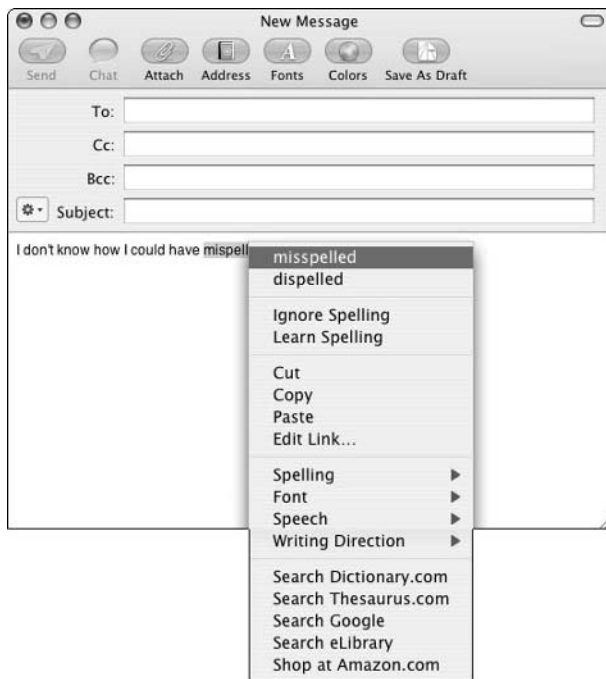 New Message
Send Chat Attach Address Fonts Colors Save As Draft
To:
Cc:
Bcc:
Subject:
I don't know how I could have mispell
misspelled
dispelled
Ignore Spelling
Learn Spelling
Cut
Copy
Paste
Edit Link...
Spelling
Font
Speech
Writing Direction
Search Dictionary.com
Search Thesaurus.com
Search Google
Search eLibrary
Shop at Amazon.com